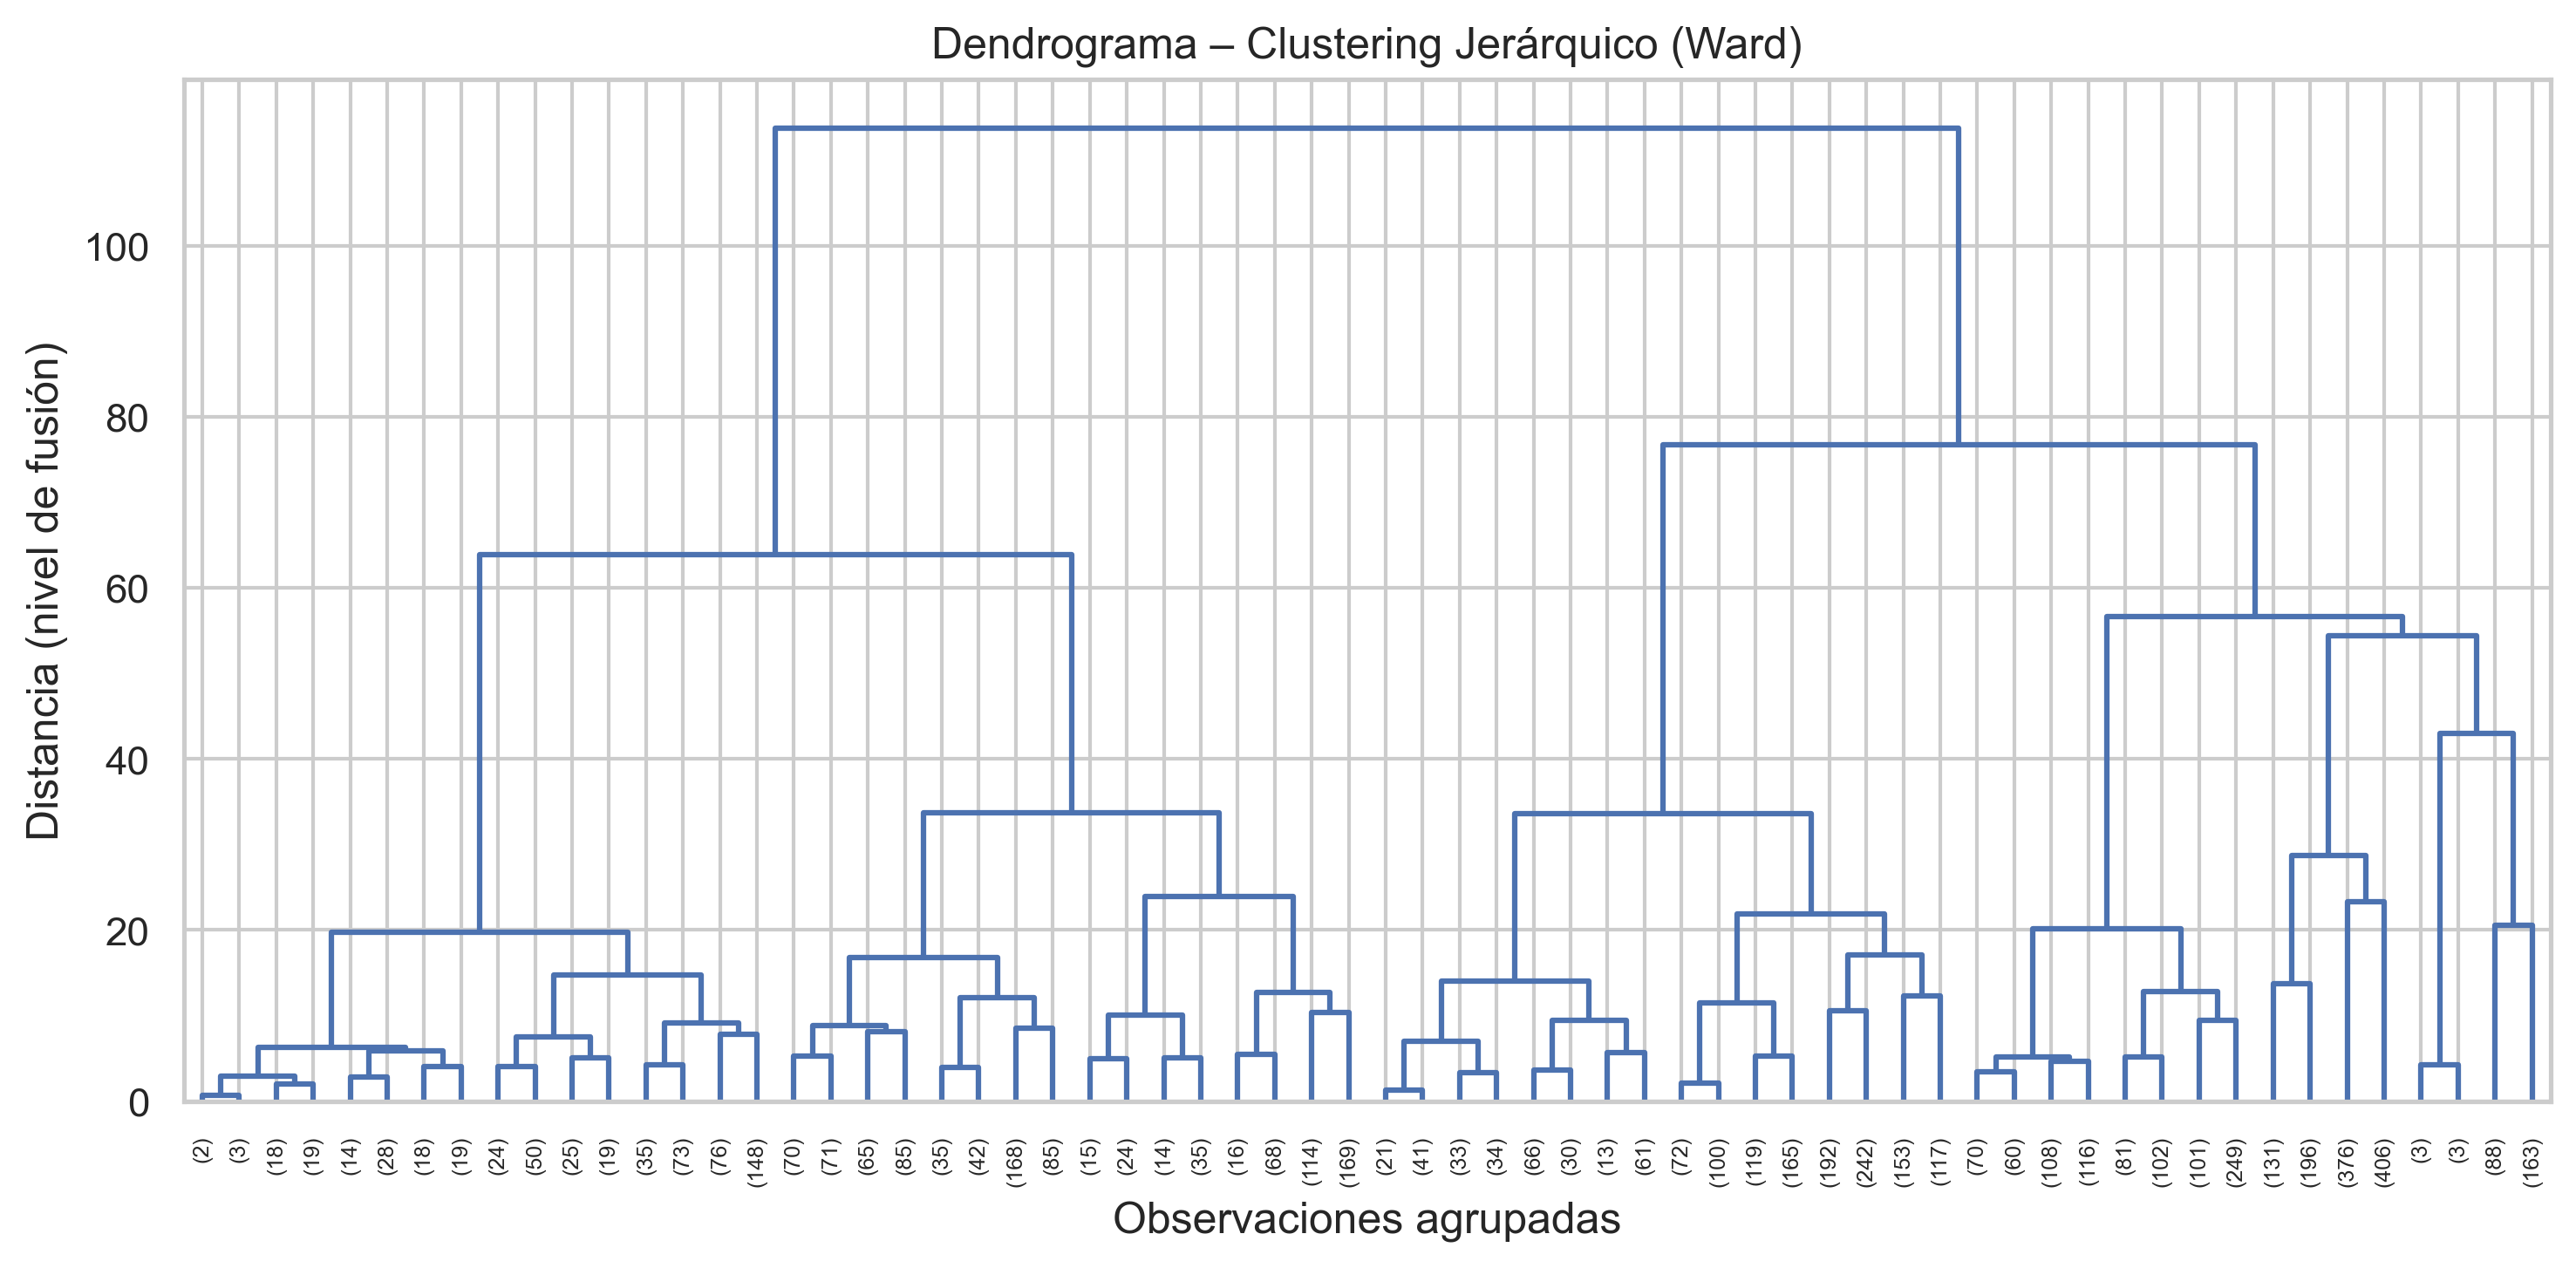 Dendrograma – Clustering Jerárquico (Ward)
Distancia (nivel de fusión)
100
80
60
40
20
0
(2) (3) (18) (19) (14) (28) (18) (19) (24) (50) (25) (19) (35) (73) (76) (148) (70) (71) (65) (85) (35) (42) (168) (85) (15) (24) (14) (35) (16) (68) (114) (169) (21) (41) (33) (34) (66) (30) (13) (61) (72) (100) (119) (165) (192) (242) (153) (117) (70) (60) (108) (116) (81) (102) (101) (249) (131) (196) (376) (406) (3) (3) (88) (163)
Observaciones agrupadas